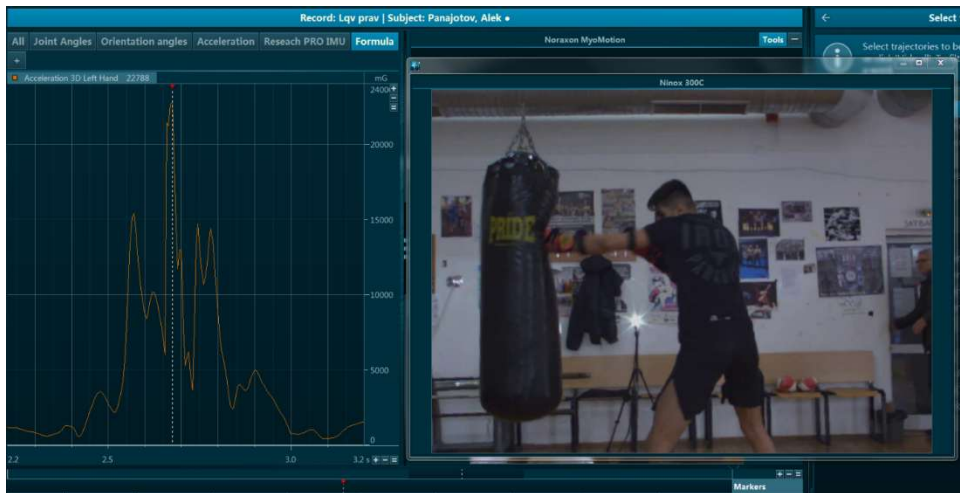 Record: Lqv prav | Subject: Panajotov, Alek •
Select
All Joint Angles Orientation angles Acceleration Reseach PRO IMU Formula
Noraxon MyoMotion
Tools
Select trajectories to b
+
Acceleration 3D Left Hand 22788
mG
Ninox 300C
24000
20000
15000
10000
5000
0
PRIDE
2.2 2.5 3.0 3.2 s
Markers